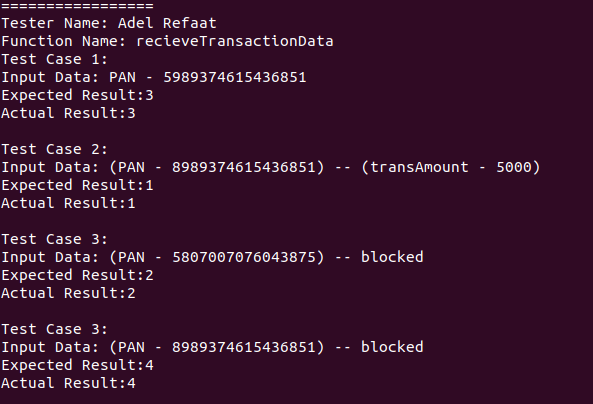 =================
Tester Name: Adel Refaat
Function Name: recieveTransactionData
Test Case 1:
Input Data: PAN - 5989374615436851
Expected Result:3
Actual Result:3
Test Case 2:
Input Data: (PAN - 8989374615436851) -- (transAmount - 5000)
Expected Result:1
Actual Result:1
Test Case 3:
Input Data: (PAN - 5807007076043875) -- blocked
Expected Result:2
Actual Result:2
Test Case 3:
Input Data: (PAN - 8989374615436851) -- blocked
Expected Result:4
Actual Result:4